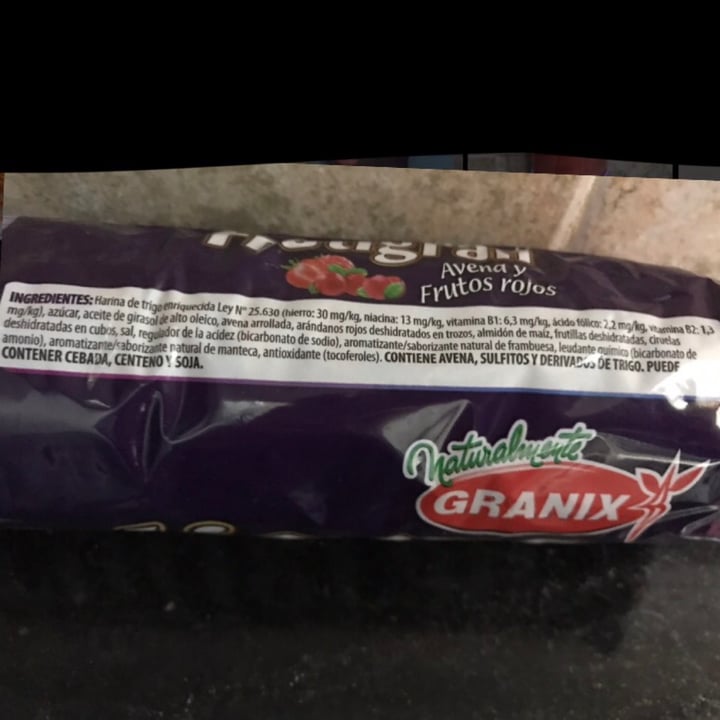 Frutigran
Avena y
Frutos rojos
INGREDIENTES: Harina de trigo enriquecida Ley N° 25.630 (hierro: 30 mg/kg, niacina: 13 mg/kg, vitamina B1: 6,3 mg/kg, ácido fólico: 2,2 mg/kg, vitamina B2: 1,3
mg/kg), azúcar, aceite de girasol de alto oleico, avena arrollada, arándanos rojos deshidratados en trozos, almidón de maíz, frutillas deshidratadas, ciruelas
deshidratadas en cubos, sal, regulador de la acidez (bicarbonato de sodio), aromatizante/saborizante natural de frambuesa, leudante químico (bicarbonato de
amonio), aromatizante/saborizante natural de manteca, antioxidante (tocoferoles). CONTIENE AVENA, SULFITOS Y DERIVADOS DE TRIGO. PUEDE
CONTENER CEBADA, CENTENO Y SOJA.
Naturalmente
GRANIX